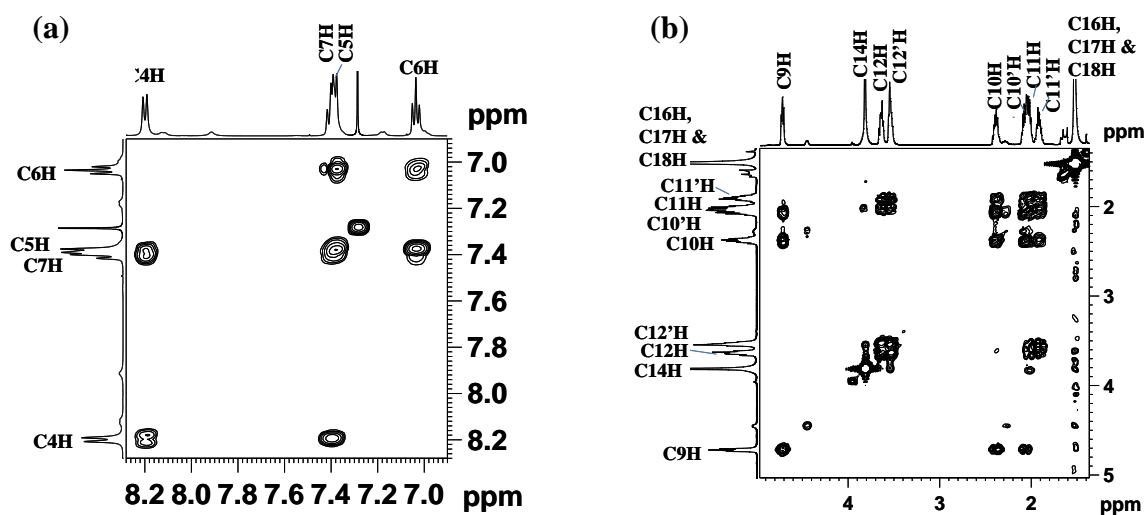 (a)
C4H
C7H
C5H
C6H
ppm
C6H
C5H
C7H
C4H
7.0
7.2
7.4
7.6
7.8
8.0
8.2
8.2 8.0 7.8 7.6 7.4 7.2 7.0 ppm
(b)
C9H
C14H
C12H
C12'H
C10H
C10'H
C11H
C11'H
C16H,
C17H &
C18H
ppm
C16H,
C17H &
C18H
C11'H
C11H
C10'H
C10H
C12'H
C12H
C14H
C9H
2
3
4
5
4 3 2 ppm